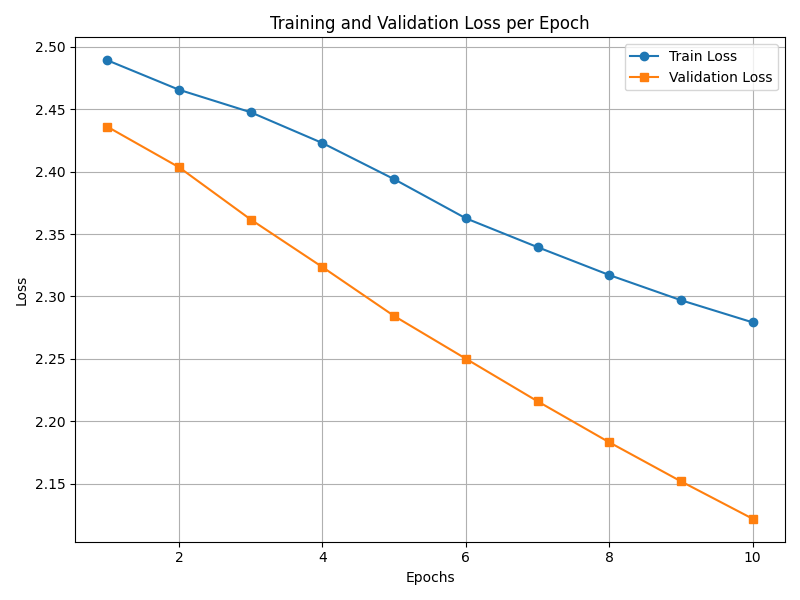 Training and Validation Loss per Epoch
Train Loss
Validation Loss
2.50
2.45
2.40
2.35
2.30
2.25
2.20
2.15
Loss
2 4 6 8 10
Epochs